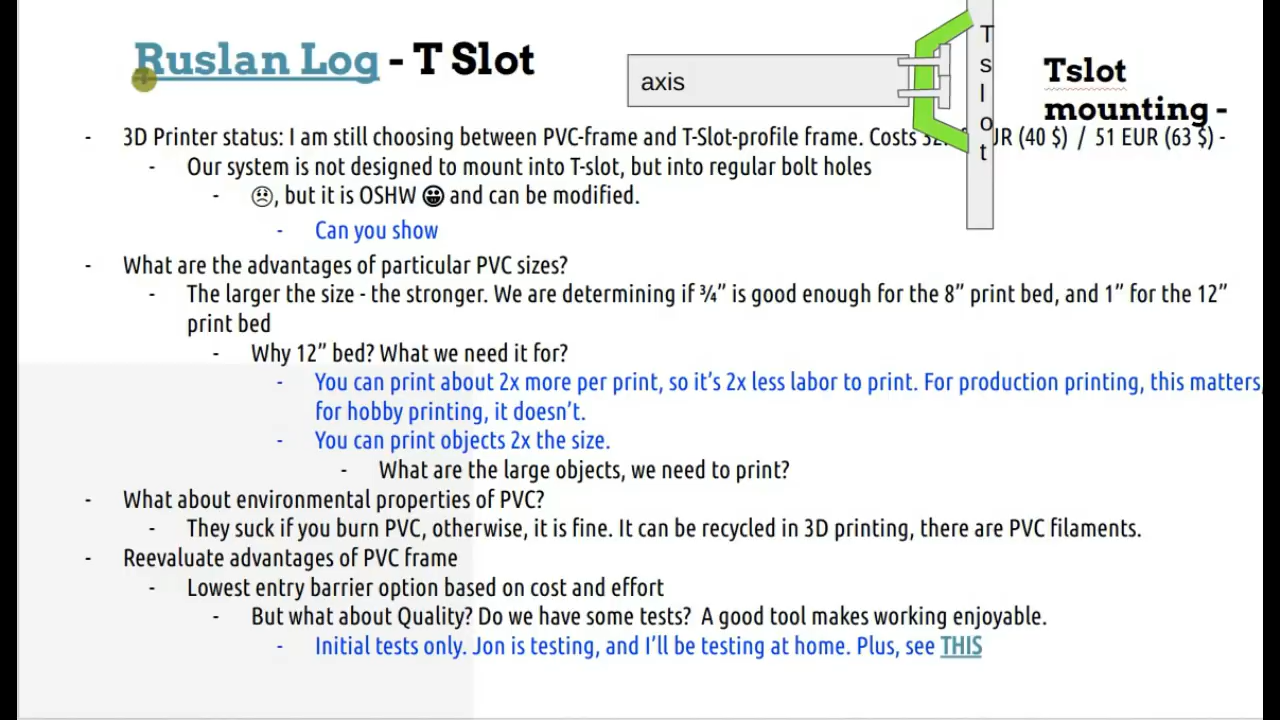 Ruslan Log - T Slot
axis
T
s
l
o
t
Tslot
mounting -
- 3D Printer status: I am still choosing between PVC-frame and T-Slot-profile frame. Costs (40 $) / 51 EUR (63 $) -
- Our system is not designed to mount into T-slot, but into regular bolt holes
- ☹, but it is OSHW 😀 and can be modified.
- Can you show
- What are the advantages of particular PVC sizes?
- The larger the size - the stronger. We are determining if ¾” is good enough for the 8” print bed, and 1” for the 12”
print bed
- Why 12” bed? What we need it for?
- You can print about 2x more per print, so it’s 2x less labor to print. For production printing, this matters,
for hobby printing, it doesn’t.
- You can print objects 2x the size.
- What are the large objects, we need to print?
- What about environmental properties of PVC?
- They suck if you burn PVC, otherwise, it is fine. It can be recycled in 3D printing, there are PVC filaments.
- Reevaluate advantages of PVC frame
- Lowest entry barrier option based on cost and effort
- But what about Quality? Do we have some tests? A good tool makes working enjoyable.
- Initial tests only. Jon is testing, and I’ll be testing at home. Plus, see THIS